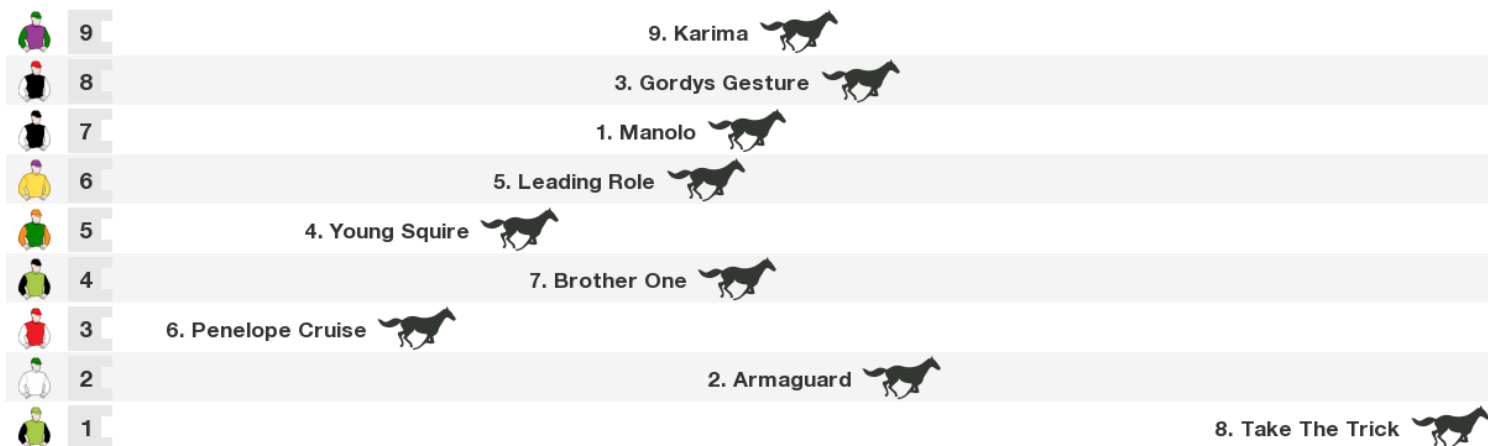 9 9. Karima
8 3. Gordys Gesture
7 1. Manolo
6 5. Leading Role
5 4. Young Squire
4 7. Brother One
3 6. Penelope Cruise
2 2. Armaguard
1 8. Take The Trick